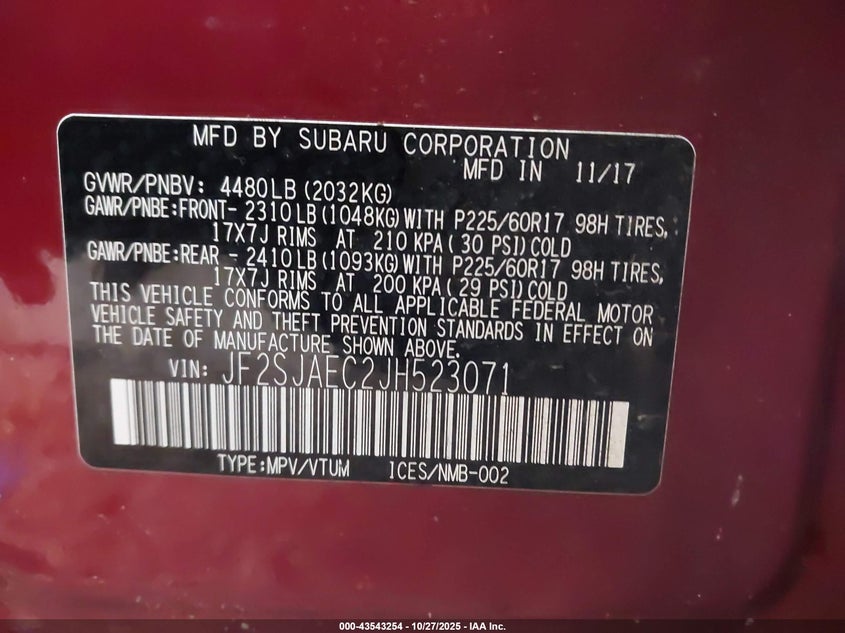 MFD BY SUBARU CORPORATION
MFD IN 11/17
GVWR/PNBV: 4480LB (2032KG)
GAWR/PNBE:FRONT- 2310LB (1048KG) WITH P225/60R17 98H TIRES,
17X7J RIMS AT 210 KPA( 30 PSI) COLD
GAWR/PNBE:REAR - 2410LB (1093KG) WITH P225/60R17 98H TIRES,
17X7J RIMS AT 200 KPA( 29 PSI) COLD
THIS VEHICLE CONFORMS TO ALL APPLICABLE FEDERAL MOTOR
VEHICLE SAFETY AND THEFT PREVENTION STANDARDS IN EFFECT ON
THE DATE OF MANUFACTURE SHOWN ABOVE.
VIN: JF2SJAEC2JH523071
TYPE:MPV/VTUM ICES/NMB-002
000-43543254 - 10/27/2025 - IAA Inc.